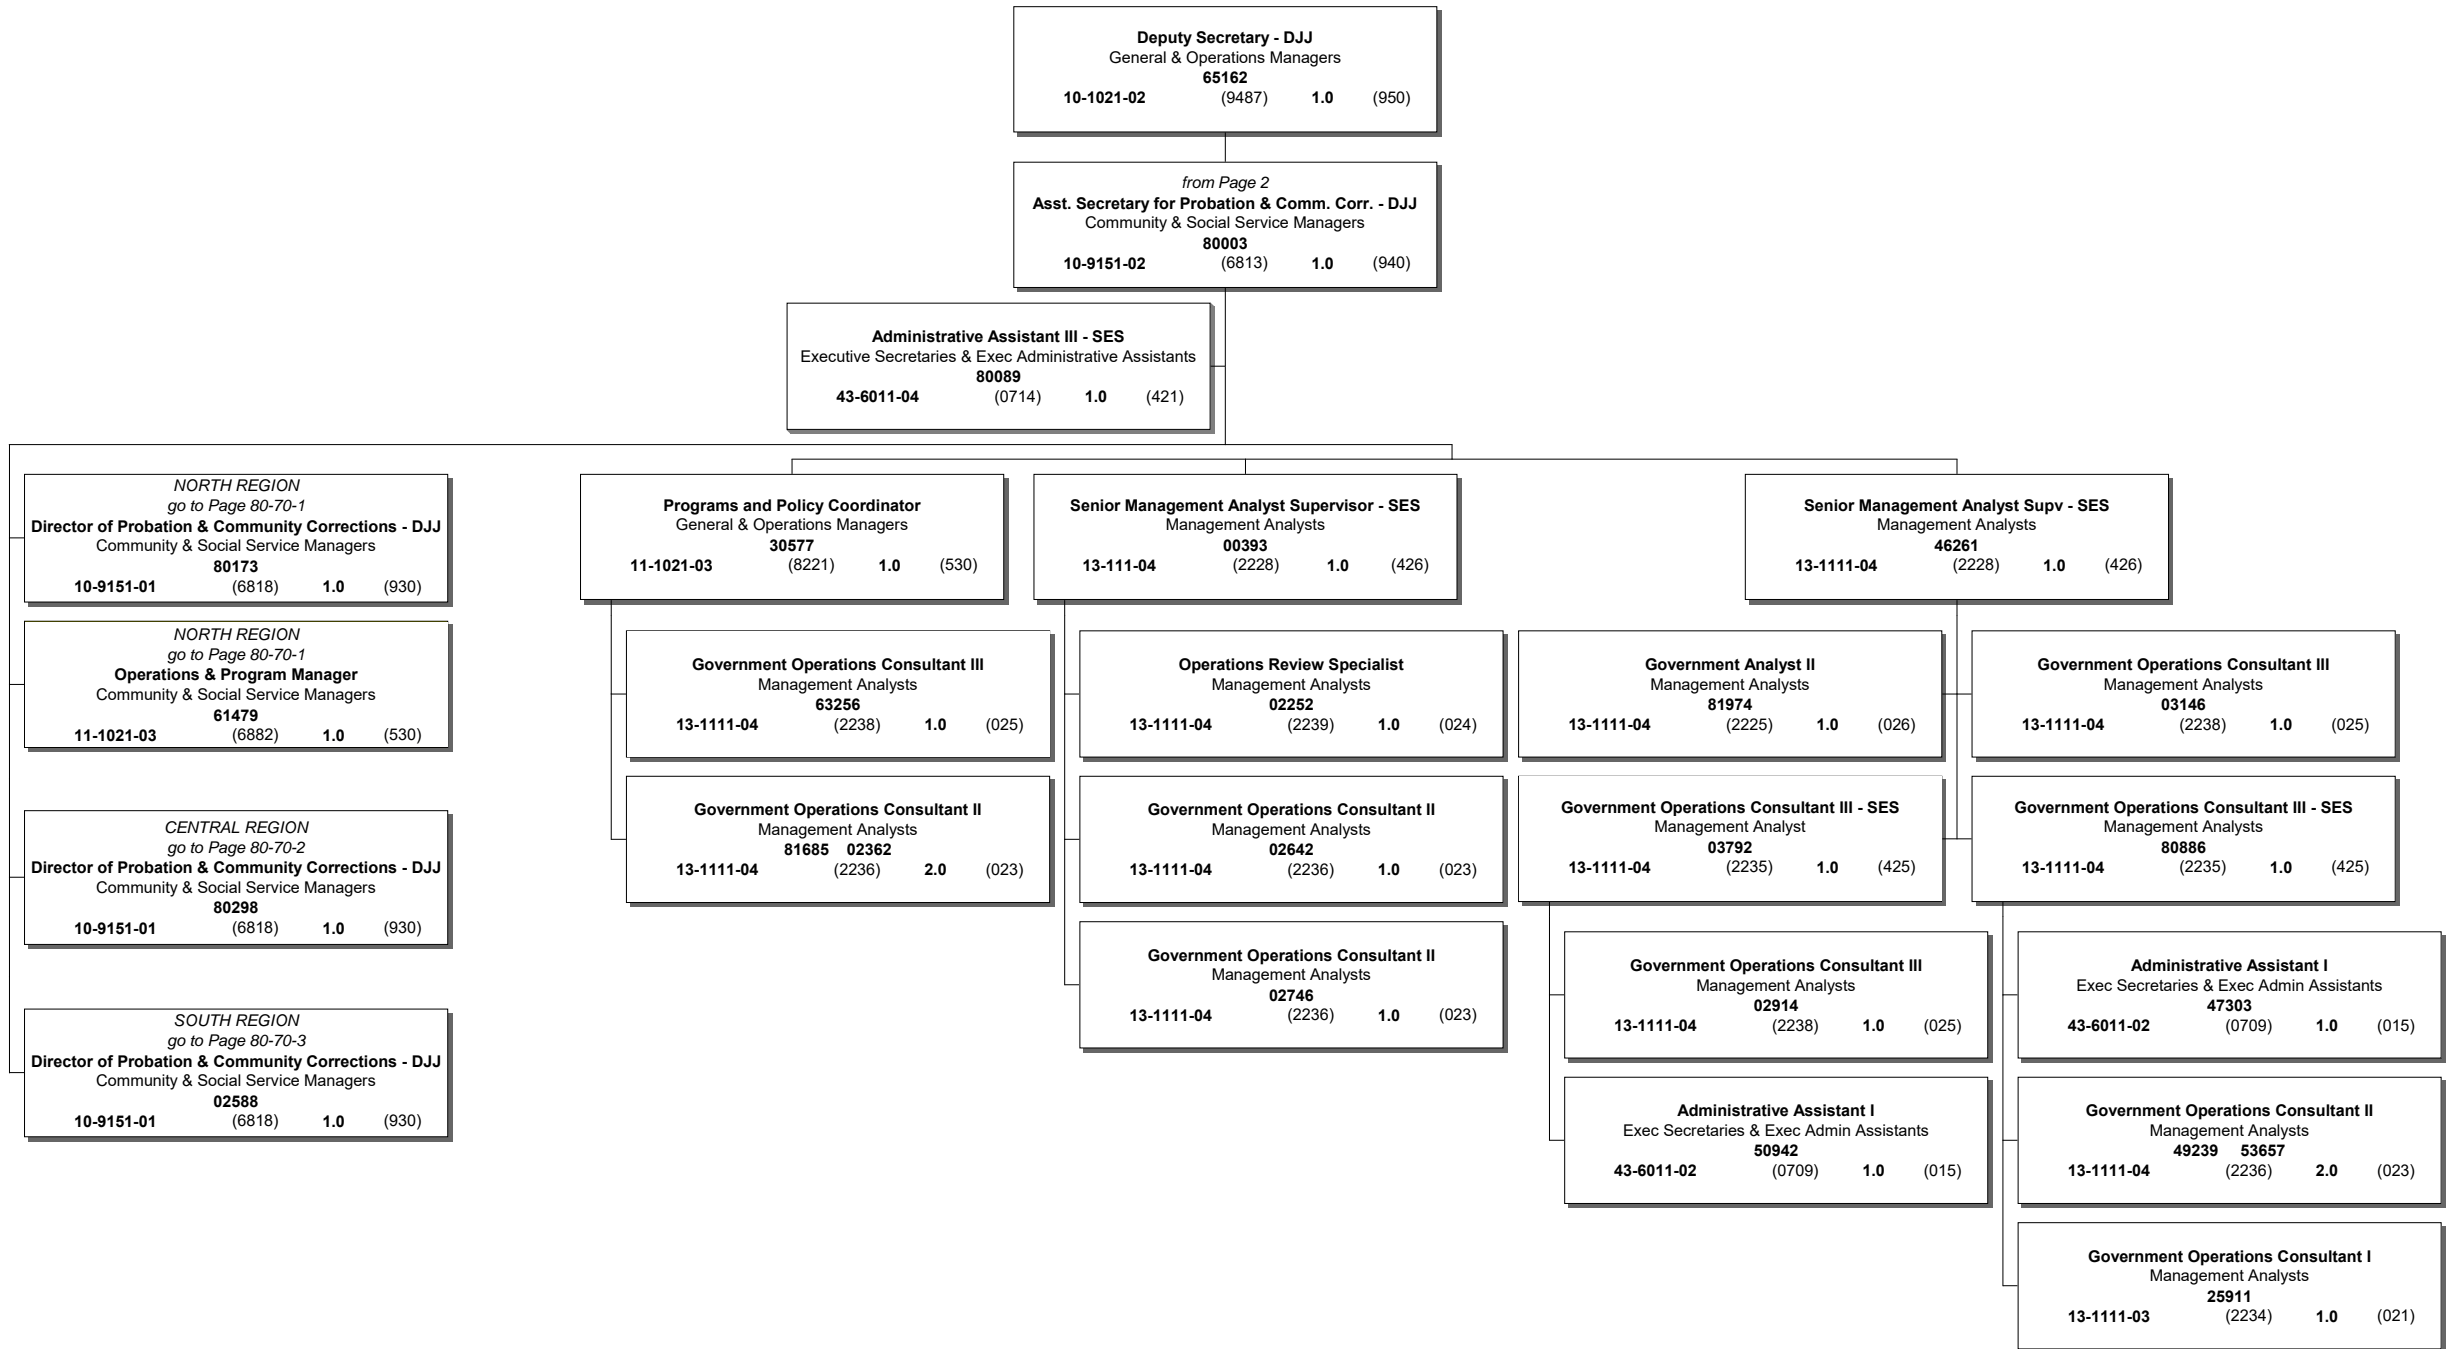 Deputy Secretary - DJJ
General & Operations Managers
65162
10-1021-02 (9487) 1.0 (950)
from Page 2
Asst. Secretary for Probation & Comm. Corr. - DJJ
Community & Social Service Managers
80003
10-9151-02 (6813) 1.0 (940)
Administrative Assistant III - SES
Executive Secretaries & Exec Administrative Assistants
80089
43-6011-04 (0714) 1.0 (421)
NORTH REGION
go to Page 80-70-1
Director of Probation & Community Corrections - DJJ
Community & Social Service Managers
80173
10-9151-01 (6818) 1.0 (930)
NORTH REGION
go to Page 80-70-1
Operations & Program Manager
Community & Social Service Managers
61479
11-1021-03 (6882) 1.0 (530)
CENTRAL REGION
go to Page 80-70-2
Director of Probation & Community Corrections - DJJ
Community & Social Service Managers
80298
10-9151-01 (6818) 1.0 (930)
SOUTH REGION
go to Page 80-70-3
Director of Probation & Community Corrections - DJJ
Community & Social Service Managers
02588
10-9151-01 (6818) 1.0 (930)
Programs and Policy Coordinator
General & Operations Managers
30577
11-1021-03 (8221) 1.0 (530)
Government Operations Consultant III
Management Analysts
63256
13-1111-04 (2238) 1.0 (025)
Government Operations Consultant II
Management Analysts
81685 02362
13-1111-04 (2236) 2.0 (023)
Senior Management Analyst Supervisor - SES
Management Analysts
00393
13-111-04 (2228) 1.0 (426)
Operations Review Specialist
Management Analysts
02252
13-1111-04 (2239) 1.0 (024)
Government Operations Consultant II
Management Analysts
02642
13-1111-04 (2236) 1.0 (023)
Government Operations Consultant II
Management Analysts
02746
13-1111-04 (2236) 1.0 (023)
Senior Management Analyst Supv - SES
Management Analysts
46261
13-1111-04 (2228) 1.0 (426)
Government Analyst II
Management Analysts
81974
13-1111-04 (2225) 1.0 (026)
Government Operations Consultant III
Management Analysts
03146
13-1111-04 (2238) 1.0 (025)
Government Operations Consultant III - SES
Management Analyst
03792
13-1111-04 (2235) 1.0 (425)
Government Operations Consultant III
Management Analysts
02914
13-1111-04 (2238) 1.0 (025)
Administrative Assistant I
Exec Secretaries & Exec Admin Assistants
50942
43-6011-02 (0709) 1.0 (015)
Government Operations Consultant III - SES
Management Analysts
80886
13-1111-04 (2235) 1.0 (425)
Administrative Assistant I
Exec Secretaries & Exec Admin Assistants
47303
43-6011-02 (0709) 1.0 (015)
Government Operations Consultant II
Management Analysts
49239 53657
13-1111-04 (2236) 2.0 (023)
Government Operations Consultant I
Management Analysts
25911
13-1111-03 (2234) 1.0 (021)